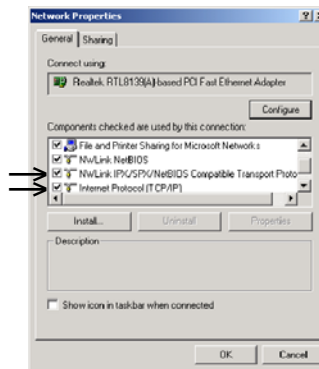 Network Properties
General Sharing
Connect using:
Realtek RTL8139(A)-based PCI Fast Ethernet Adapter
Configure
Components checked are used by this connection:
File and Printer Sharing for Microsoft Networks
NWLink NetBIOS
NWLink IPX/SPX/NetBIOS Compatible Transport Proto
Internet Protocol (TCP/IP)
Install... Uninstall Properties
Description
Show icon in taskbar when connected
OK Cancel